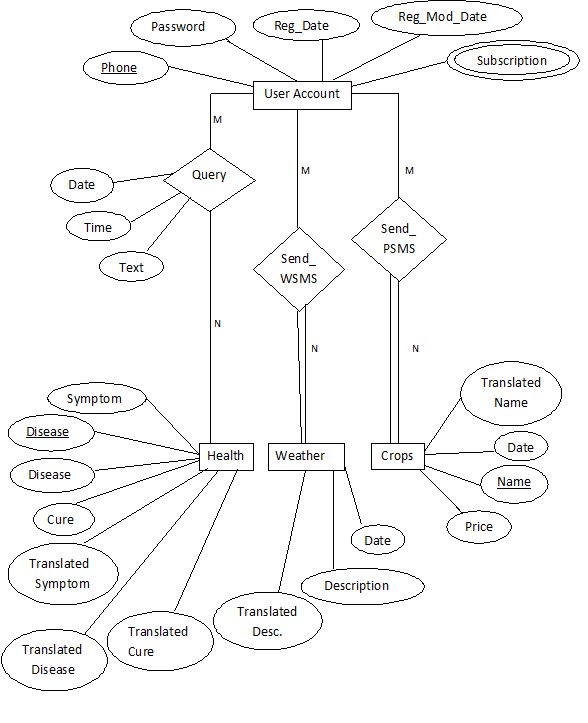 Reg_Mod_Date
Password
Reg_Date
Subscription
Phone
User Account
M
M
M
Query
Date
Time
Text
Send_
WSMS
Send_
PSMS
N
N
N
Symptom
Disease
Disease
Cure
Translated
Symptom
Translated
Disease
Translated
Cure
Health
Weather
Crops
Translated
Name
Date
Name
Price
Date
Description
Translated
Desc.